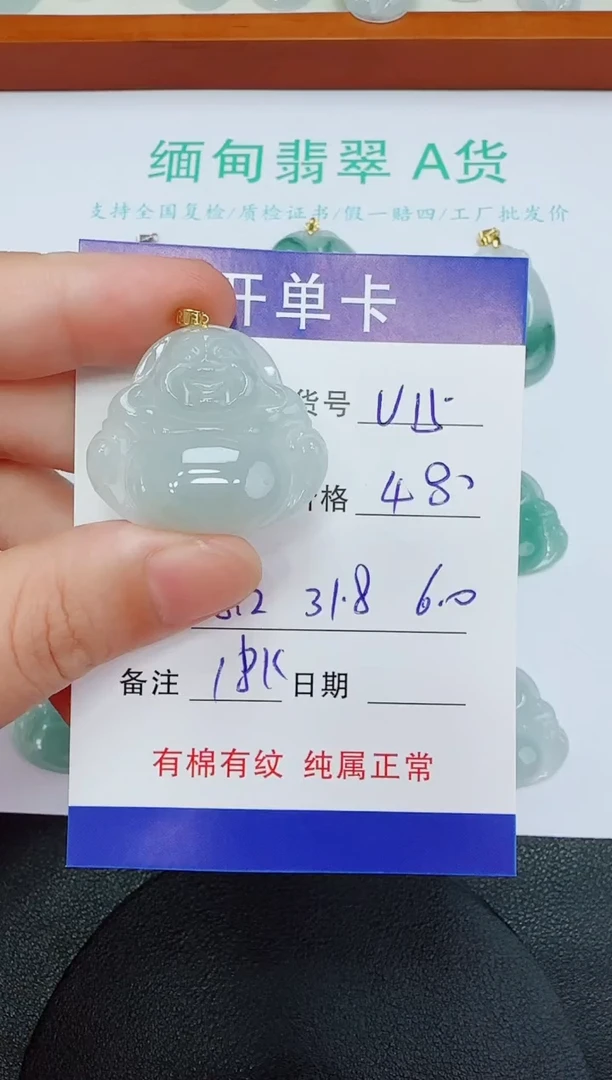 缅甸翡翠 A货
支持全国复检/质检证书/假一赔四/工厂批发价
开单卡
货号
格 480
31.8 6.0
备注 18K 日期
有棉有纹 纯属正常